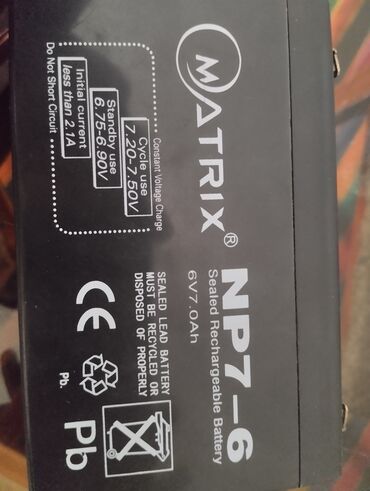 MATRIX®
NP7-6
Sealed Rechargeable Battery
6V7.0Ah
Constant Voltage Charge
Cycle use
7.20-7.50V
Standby use
6.75-6.90V
Initial current
less than 2.1A
Do Not Short Circuit
CE
Pb.
SEALED LEAD BATTERY
MUST BE RECYCLED OR
DISPOSED OF PROPERLY
Pb